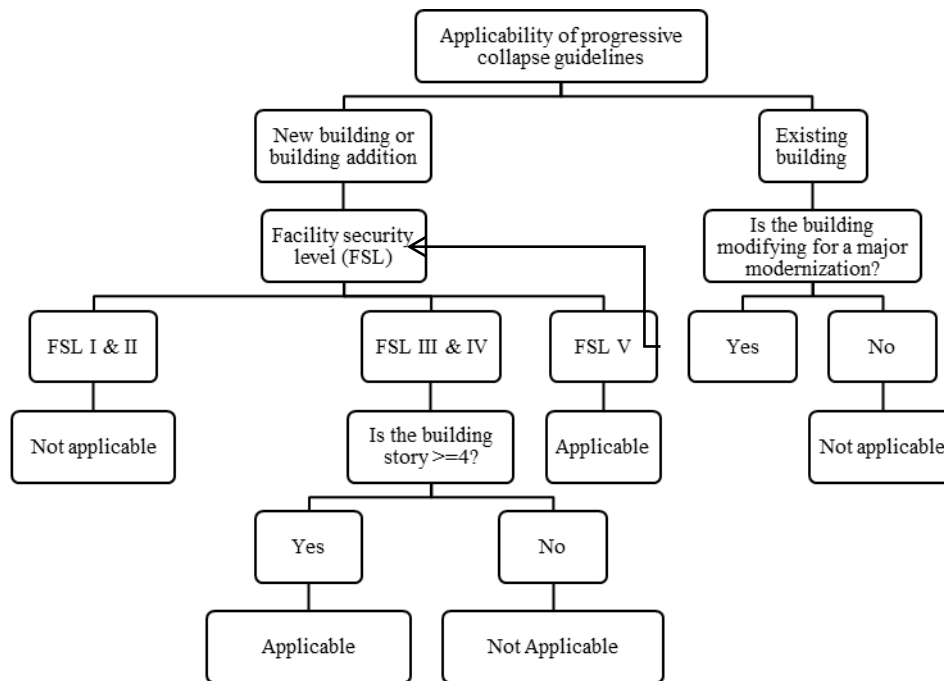 Applicability of progressive
collapse guidelines
New building or
building addition
Existing
building
Facility security
level (FSL)
Is the building
modifying for a major
modernization?
FSL I & II
FSL III & IV
FSL V
Yes
No
Not applicable
Is the building
story >=4?
Applicable
Not applicable
Yes
No
Applicable
Not Applicable